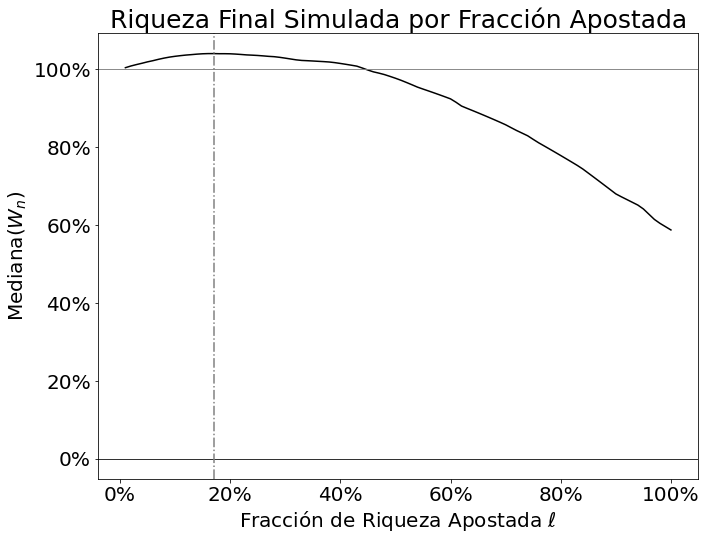 Riqueza Final Simulada por Fracción Apostada
Mediana(Wₙ)
100%
80%
60%
40%
20%
0%
0% 20% 40% 60% 80% 100%
Fracción de Riqueza Apostada ℓ